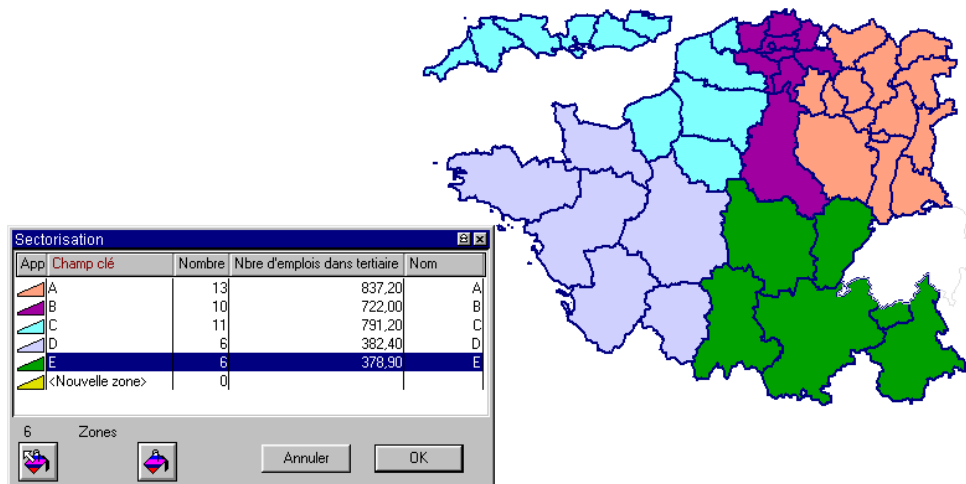 Sectorisation
App Champ clé Nombre Nbre d'emplois dans tertiaire Nom
A 13 837,20 A
B 10 722,00 B
C 11 791,20 C
D 6 382,40 D
E 6 378,90 E
<Nouvelle zone> 0
6 Zones
Annuler OK